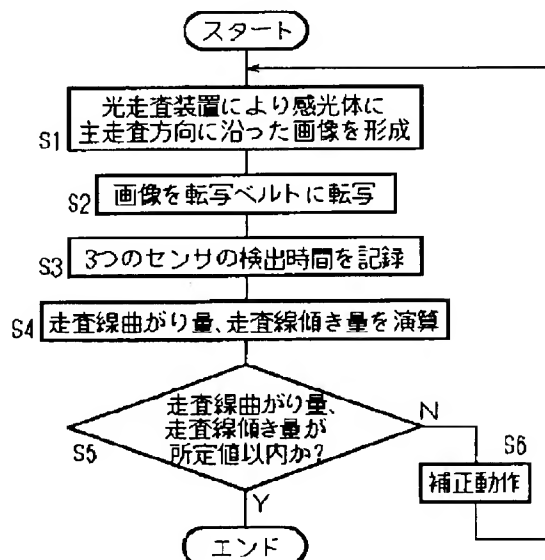 スタート
光走査装置により感光体に
主走査方向に沿った画像を形成
S1
画像を転写ベルトに転写
S2
3つのセンサの検出時間を記録
S3
S4
走査線曲がり量、走査線傾き量を演算
走査線曲がり量、
走査線傾き量が
所定値以内か?
S5
N
S6
補正動作
Y
エンド